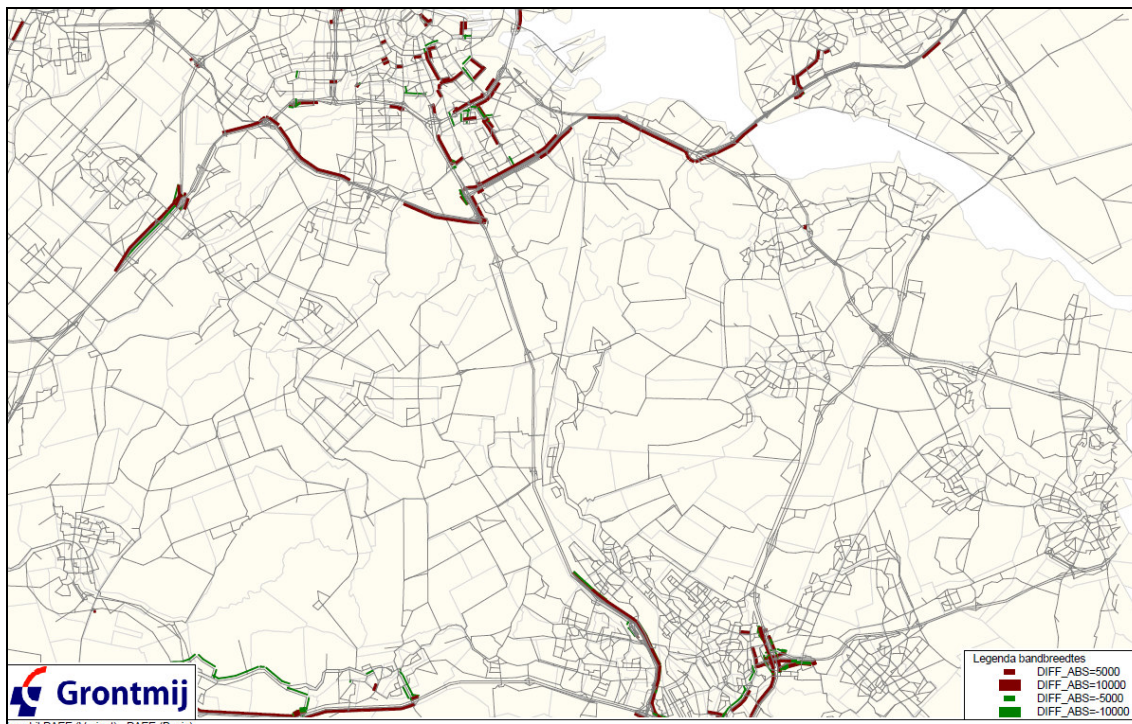 Legenda bandbreedtes
DIFF_ABS=5000
DIFF_ABS=10000
DIFF_ABS=-5000
DIFF_ABS=-10000
Grontmij